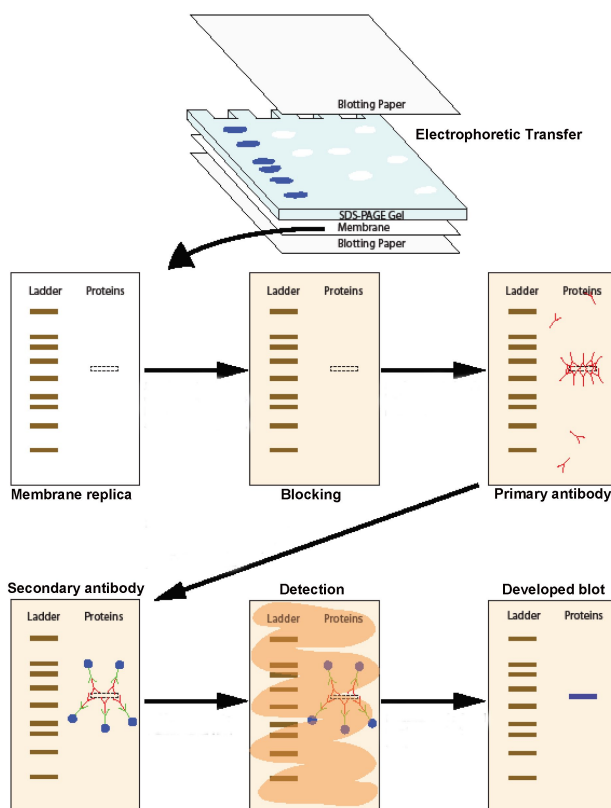 Blotting Paper
Electrophoretic Transfer
SDS-PAGE Gel
Membrane
Blotting Paper
Ladder Proteins
Ladder Proteins
Ladder Proteins
Membrane replica
Blocking
Primary antibody
Secondary antibody
Detection
Developed blot
Ladder Proteins
Ladder Proteins
Ladder Proteins